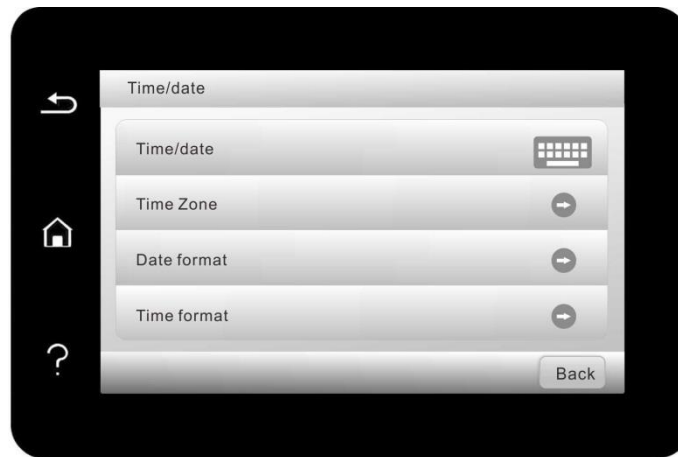 Time/date
Time/date
Time Zone
Date format
Time format
?
Back